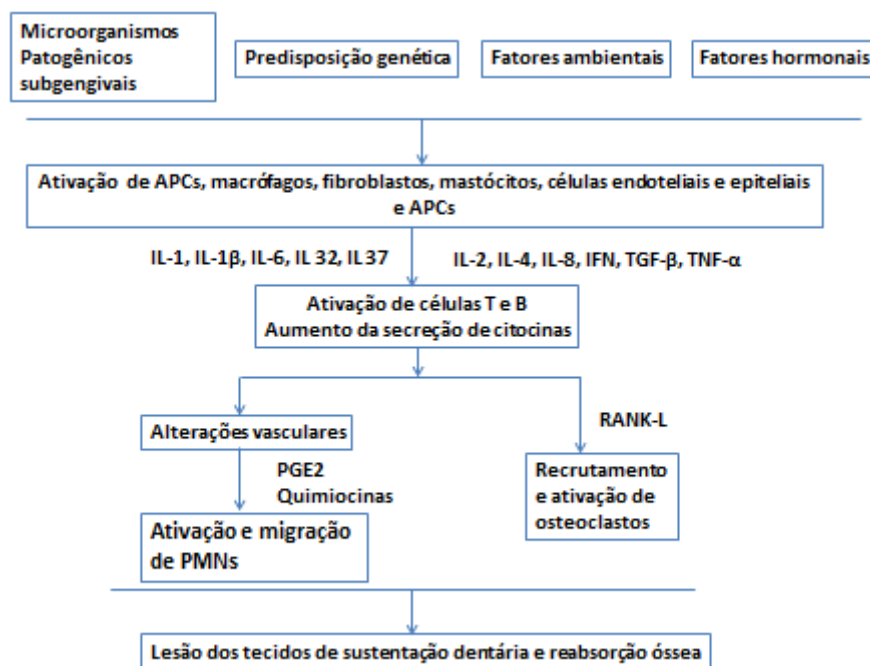 Microorganismos
Patogênicos
subgengivais
Predisposição genética
Fatores ambientais
Fatores hormonais
Ativação de APCs, macrófagos, fibroblastos, mastócitos, células endoteliais e epiteliais
e APCs
IL-1, IL-1β, IL-6, IL 32, IL 37
IL-2, IL-4, IL-8, IFN, TGF-β, TNF-α
Ativação de células T e B
Aumento da secreção de citocinas
Alterações vasculares
RANK-L
PGE2
Quimiocinas
Recrutamento
e ativação de
osteoclastos
Ativação e migração
de PMNs
Lesão dos tecidos de sustentação dentária e reabsorção óssea